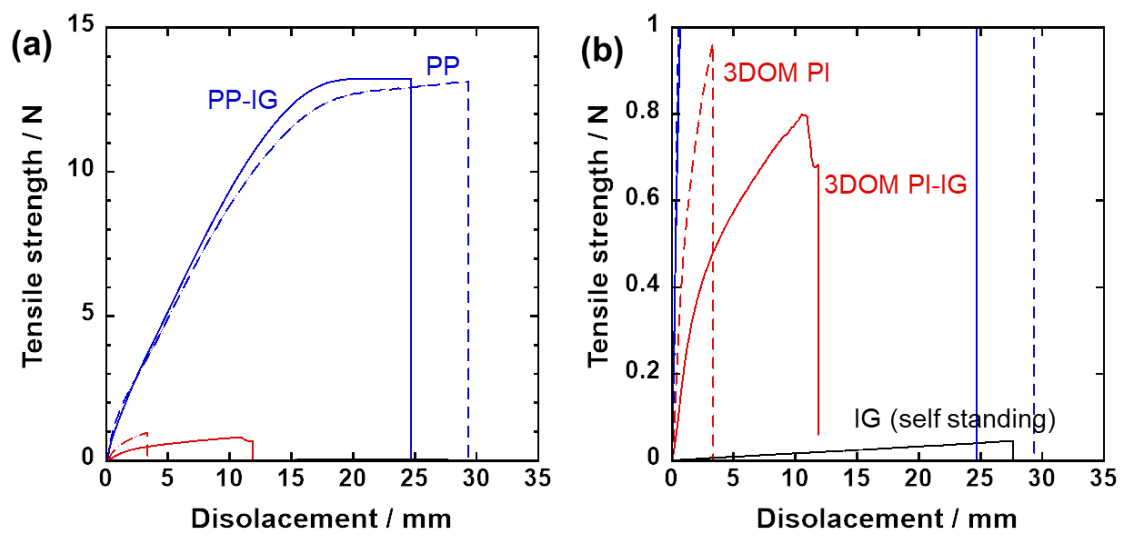 (a)
15
10
5
0
Tensile strength / N
PP
PP-IG
0 5 10 15 20 25 30 35
Disolacement / mm
(b)
1
0.8
0.6
0.4
0.2
0
Tensile strength / N
3DOM PI
3DOM PI-IG
IG (self standing)
0 5 10 15 20 25 30 35
Disolacement / mm